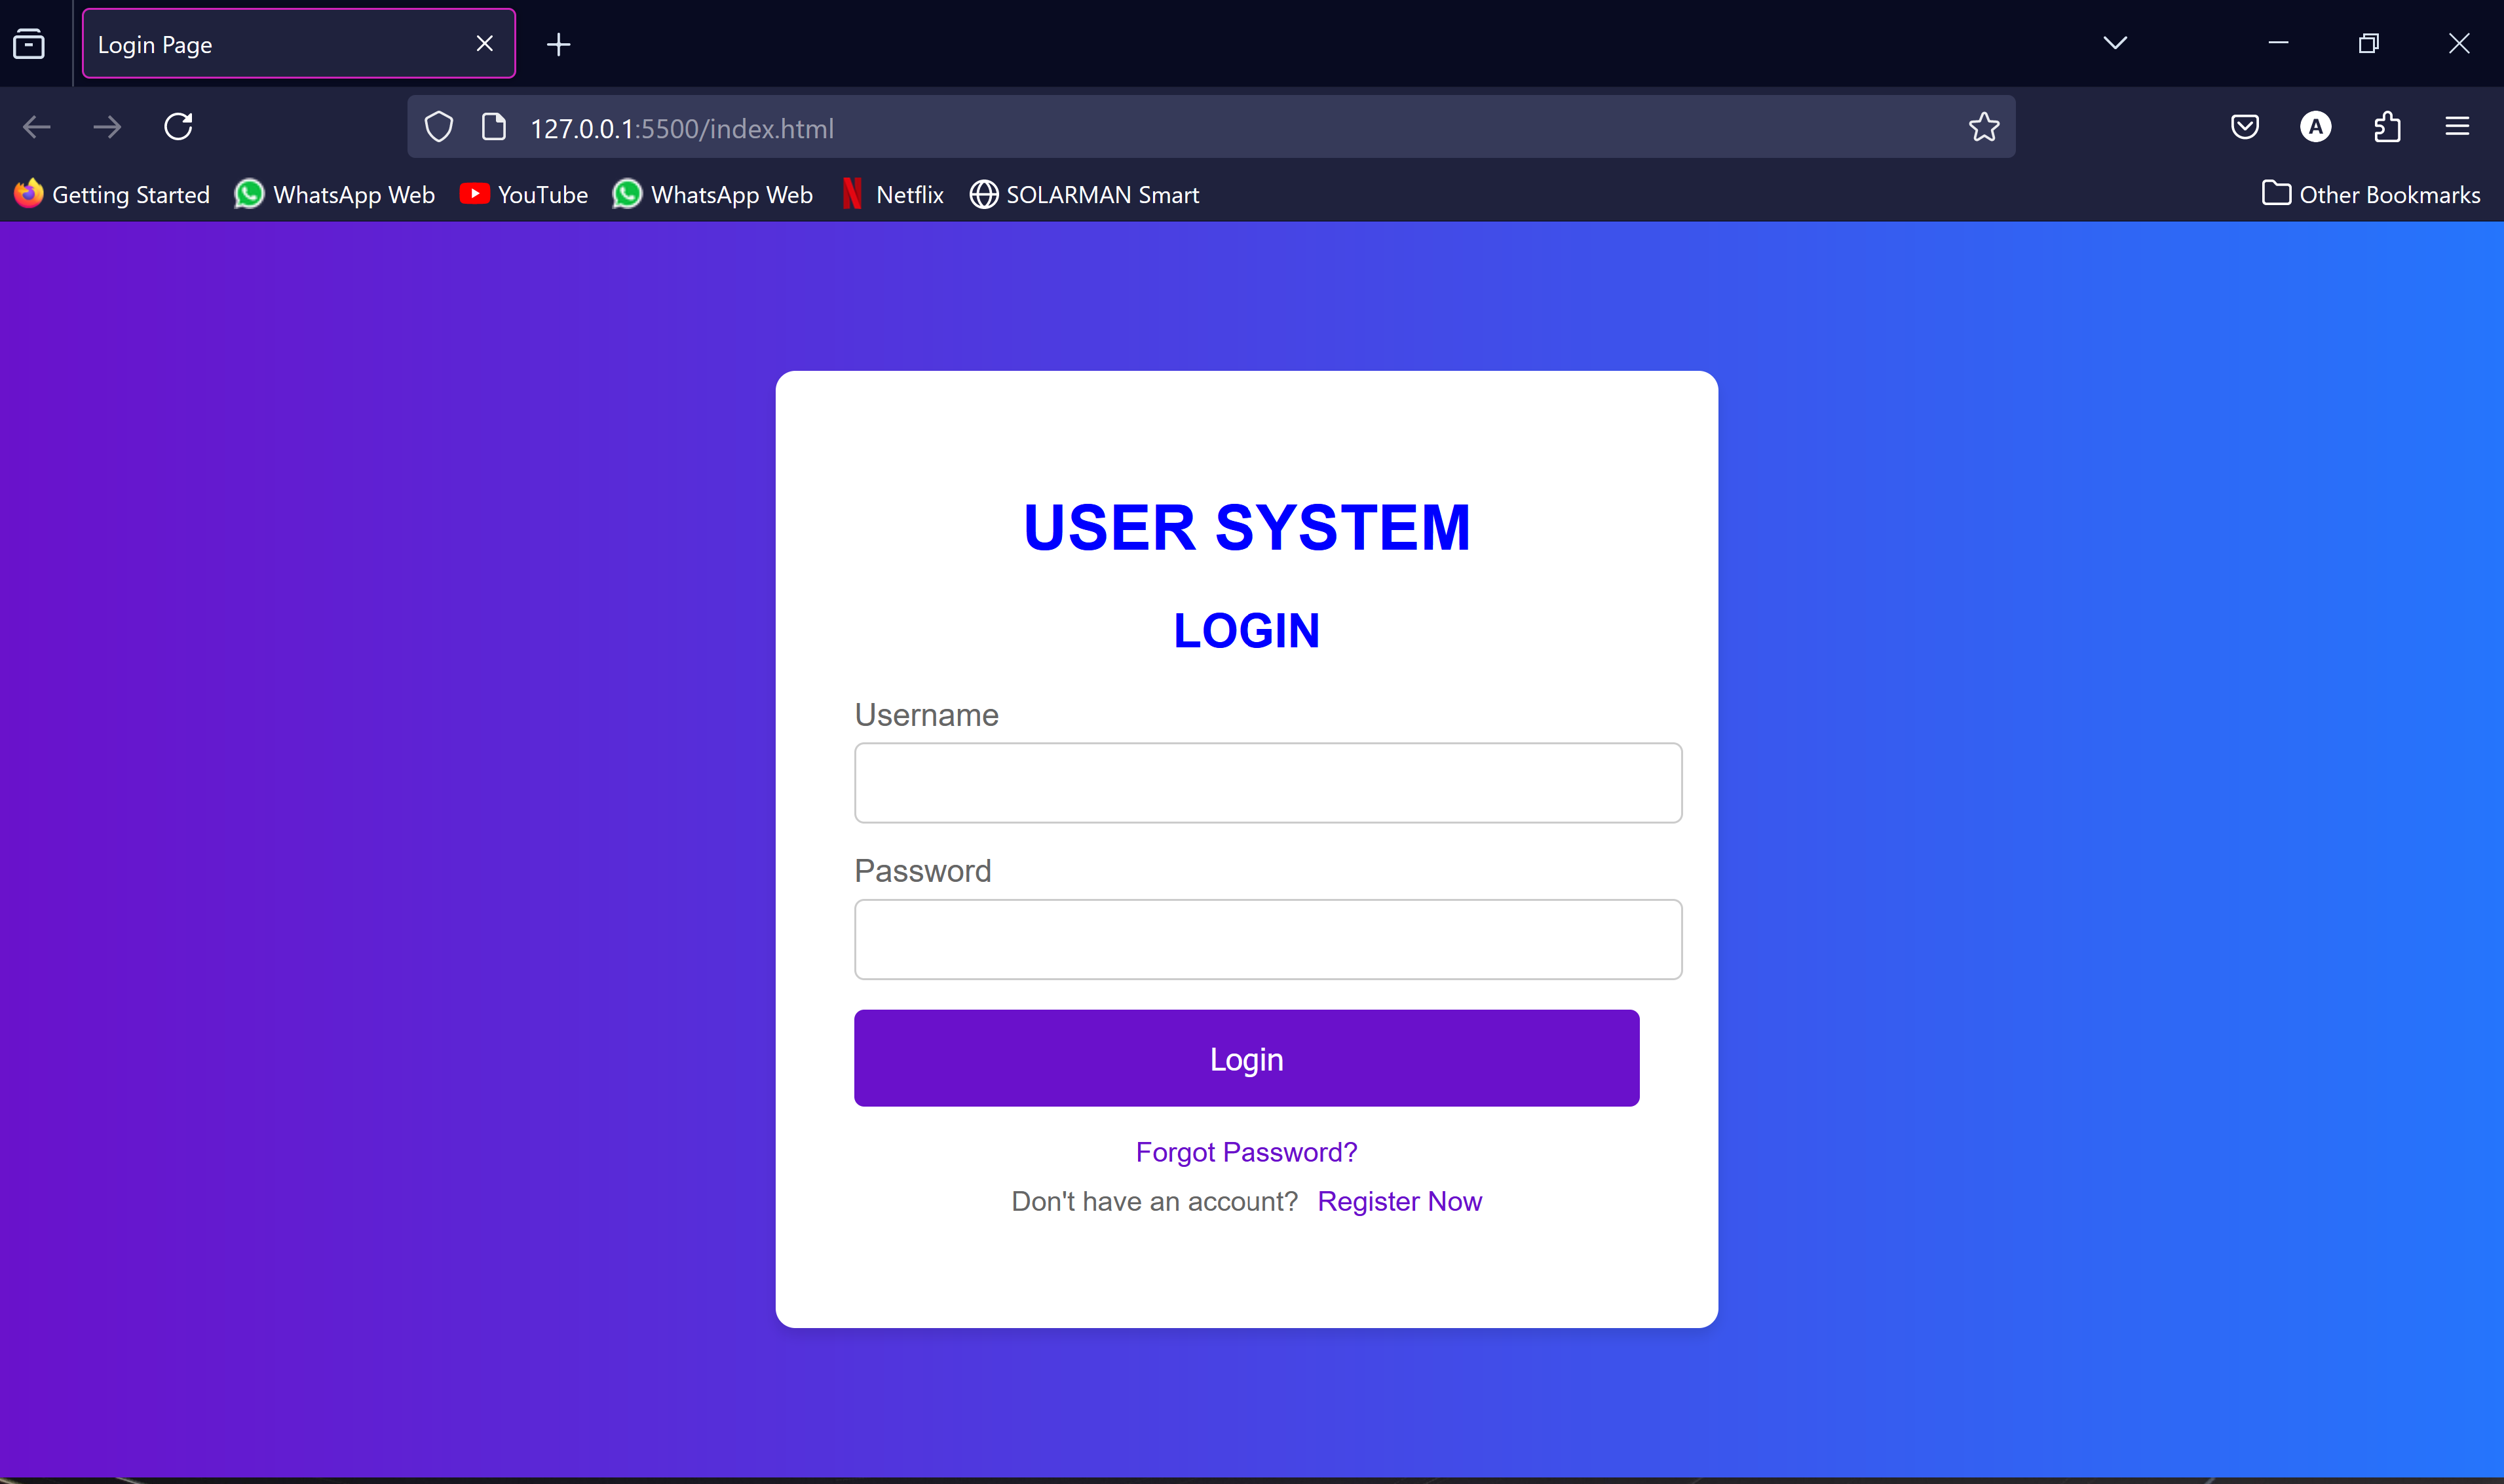 Login Page
127.0.0.1:5500/index.html
A
Getting Started WhatsApp Web YouTube WhatsApp Web Netflix SOLARMAN Smart Other Bookmarks
USER SYSTEM
LOGIN
Username
Password
Login
Forgot Password?
Don't have an account? Register Now